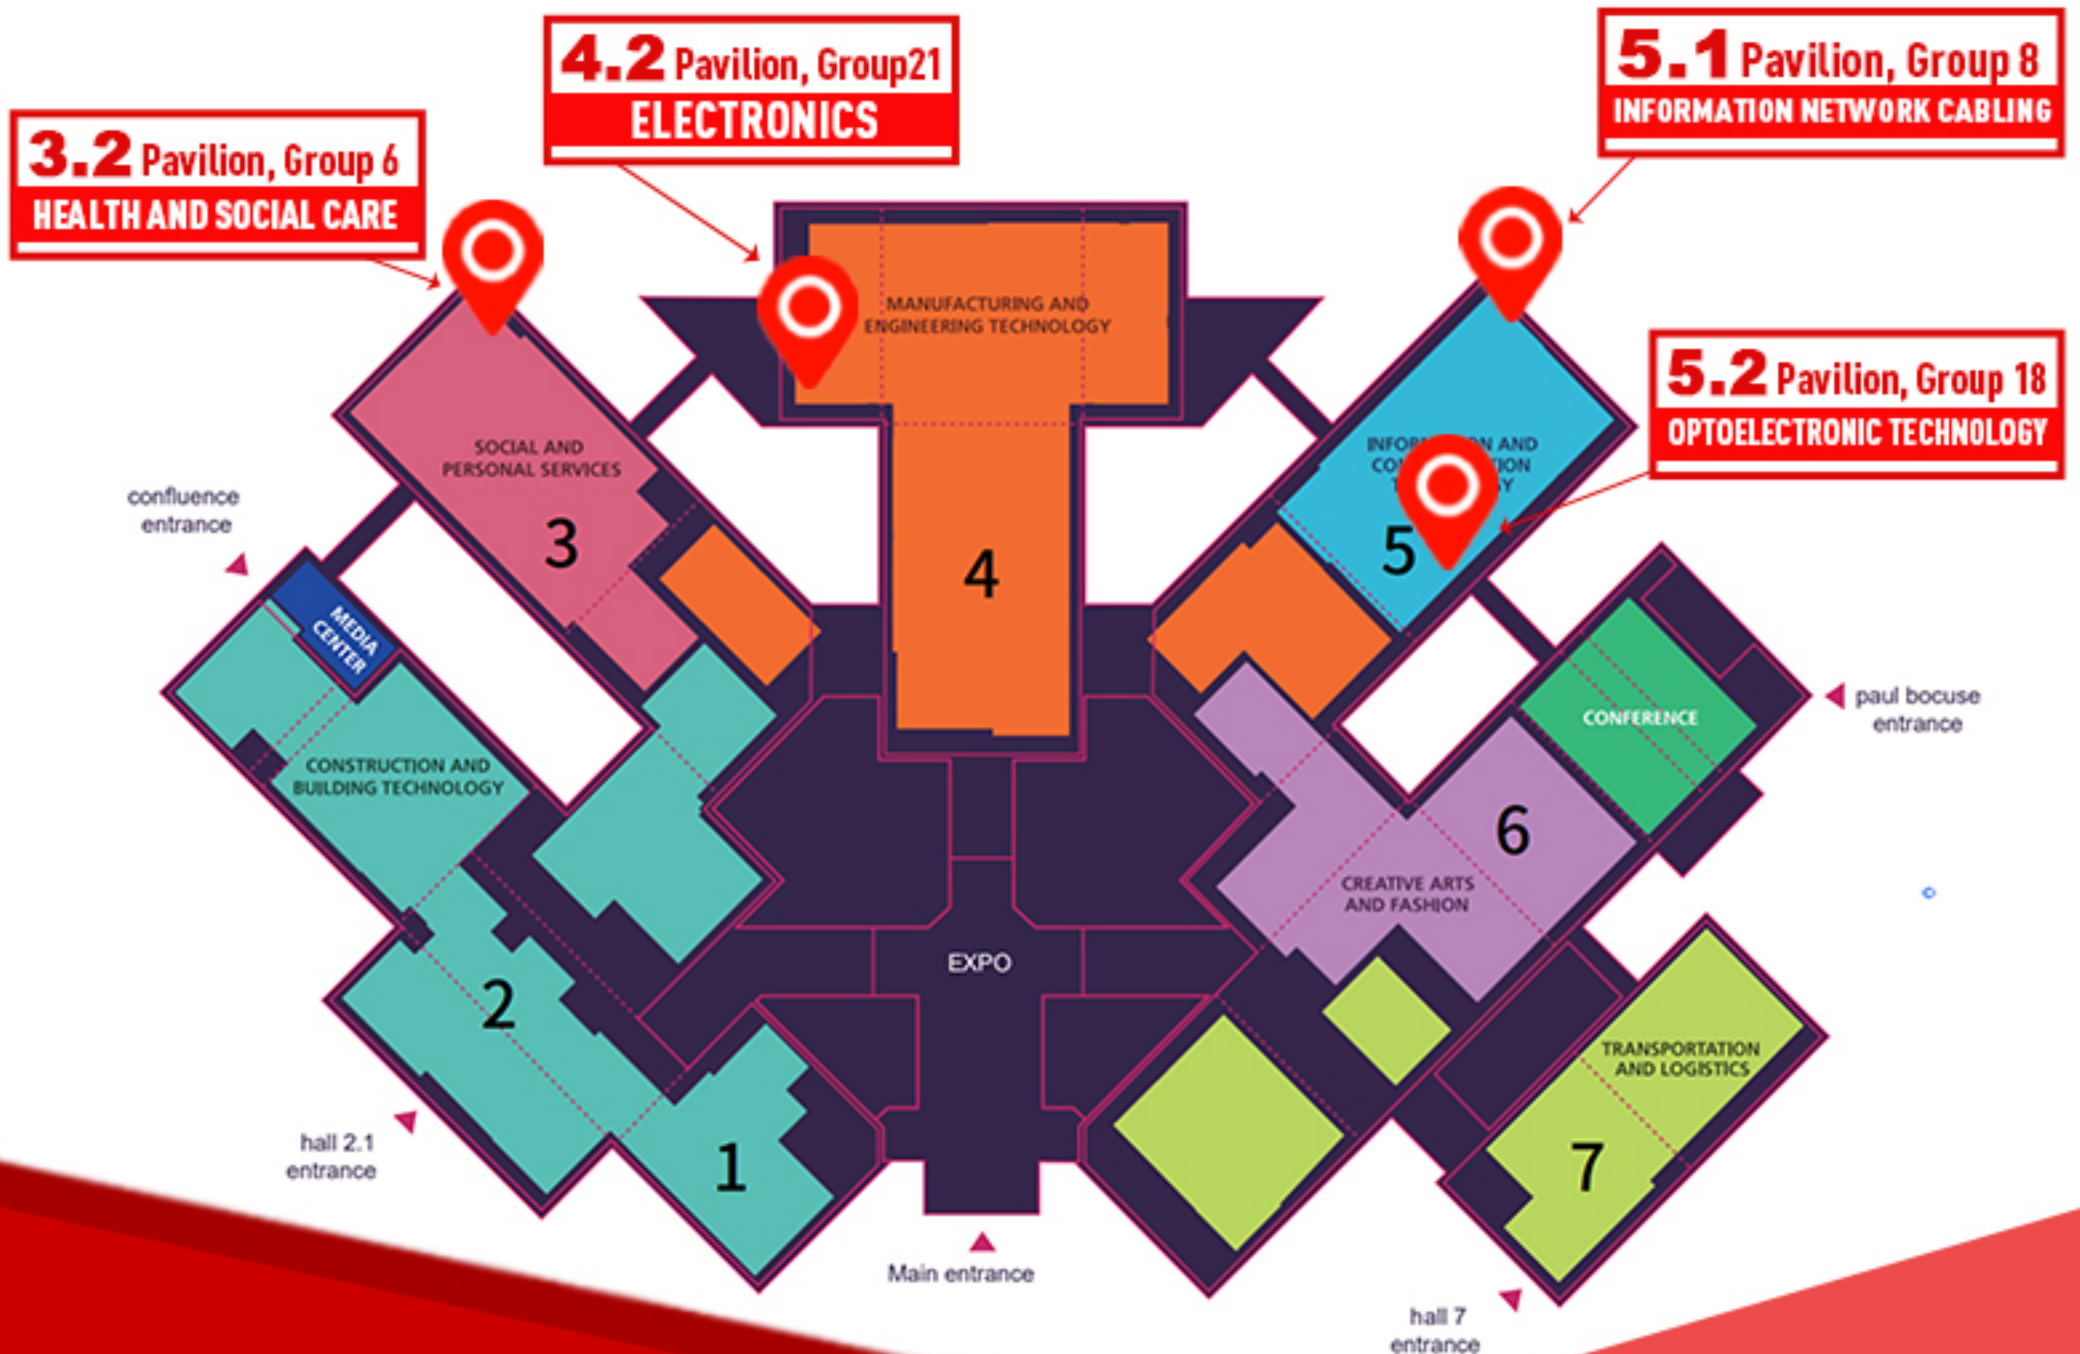 4.2 Pavilion, Group21
ELECTRONICS
5.1 Pavilion, Group 8
INFORMATION NETWORK CABLING
3.2 Pavilion, Group 6
HEALTH AND SOCIAL CARE
5.2 Pavilion, Group 18
OPTOELECTRONIC TECHNOLOGY
MANUFACTURING AND
ENGINEERING TECHNOLOGY
4
SOCIAL AND
PERSONAL SERVICES
3
AND
5
confluence
entrance
MEDIA
CENTER
CONSTRUCTION AND
BUILDING TECHNOLOGY
2
1
CONFERENCE
paul bocuse
entrance
6
CREATIVE ARTS
AND FASHION
EXPO
TRANSPORTATION
AND LOGISTICS
7
hall 2.1
entrance
Main entrance
hall 7
entrance